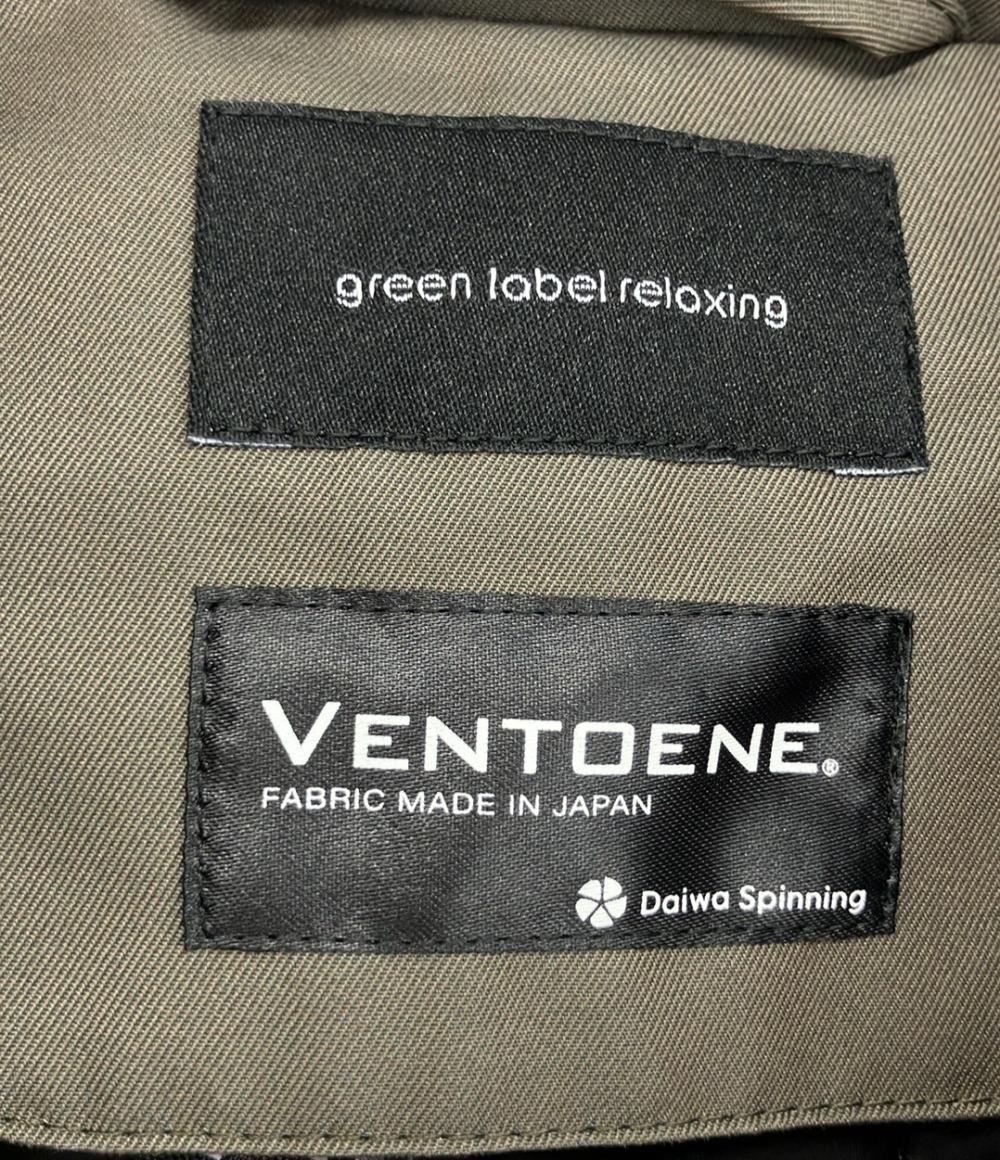 green label relaxing
VENTOENE®
FABRIC MADE IN JAPAN
Daiwa Spinning